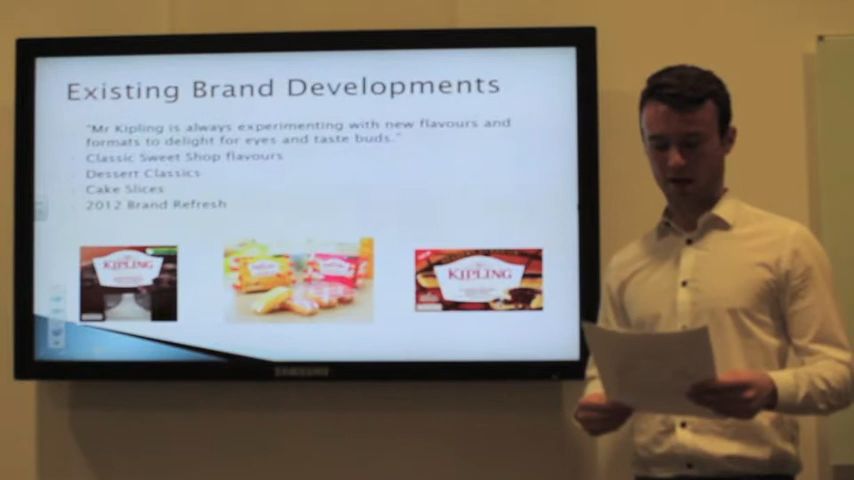 Existing Brand Developments
"Mr Kipling is always experimenting with new flavours and
formats to delight for eyes and taste buds."
Classic Sweet Shop flavours
Dessert Classics
Cake Slices
2012 Brand Refresh
KIPLING
KIPLING
SAMSUNG